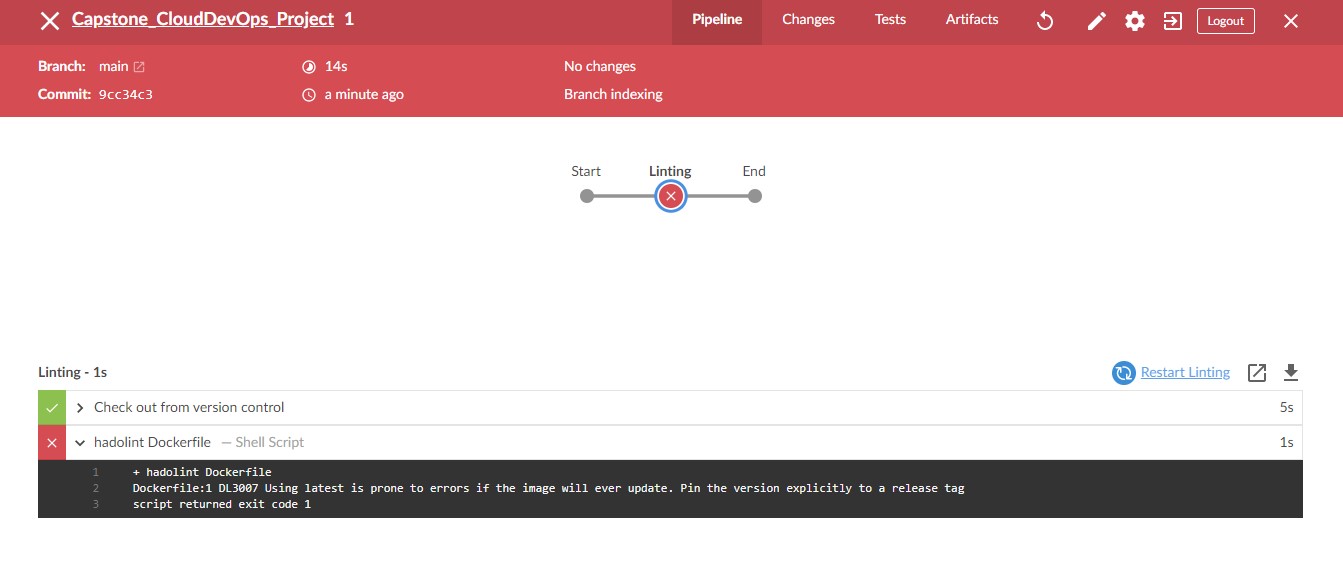 Capstone_CloudDevOps_Project 1
Pipeline Changes Tests Artifacts Logout
Branch: main 14s No changes
Commit: 9cc34c3 a minute ago Branch indexing
Start Linting End
Linting - 1s Restart Linting
Check out from version control 5s
hadolint Dockerfile — Shell Script 1s
1 + hadolint Dockerfile
2 Dockerfile:1 DL3007 Using latest is prone to errors if the image will ever update. Pin the version explicitly to a release tag
3 script returned exit code 1